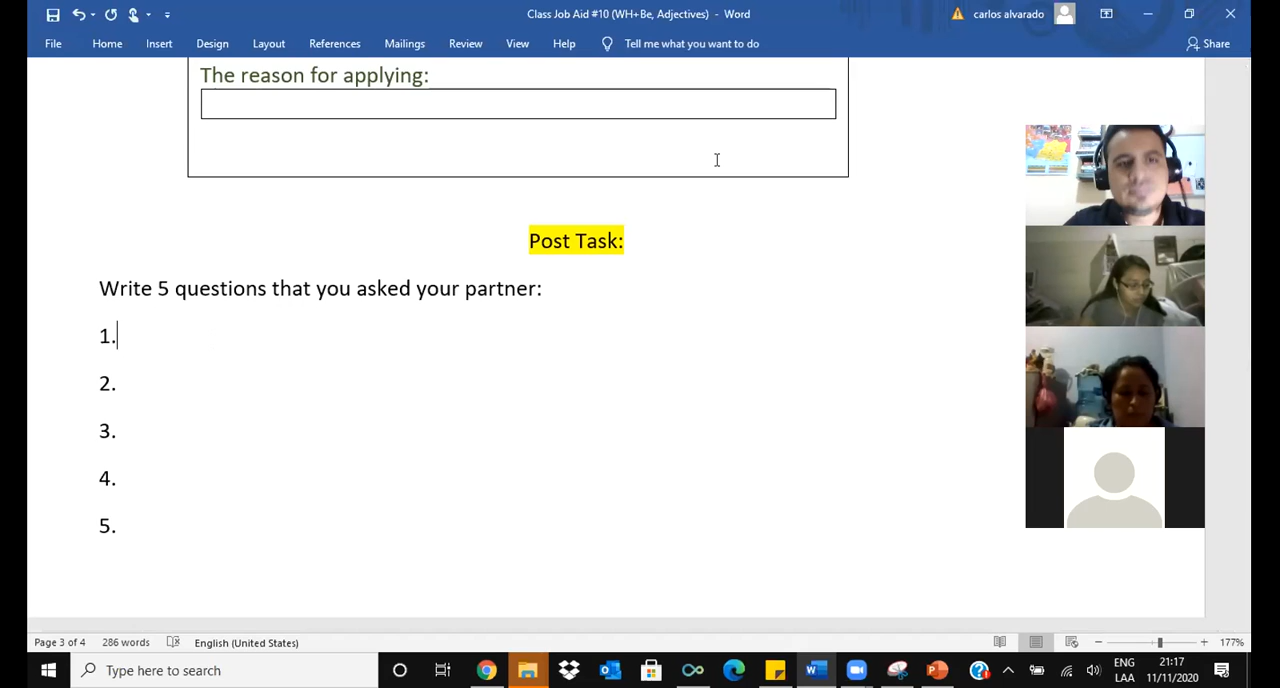 Class Job Aid #10 (WH+Be, Adjectives) - Word
carlos alvarado
File Home Insert Design Layout References Mailings Review View Help Tell me what you want to do Share
The reason for applying:
Post Task:
Write 5 questions that you asked your partner:
1.
2.
3.
4.
5.
Page 3 of 4 286 words English (United States) 177%
Type here to search
ENG 21:17
LAA 11/11/2020